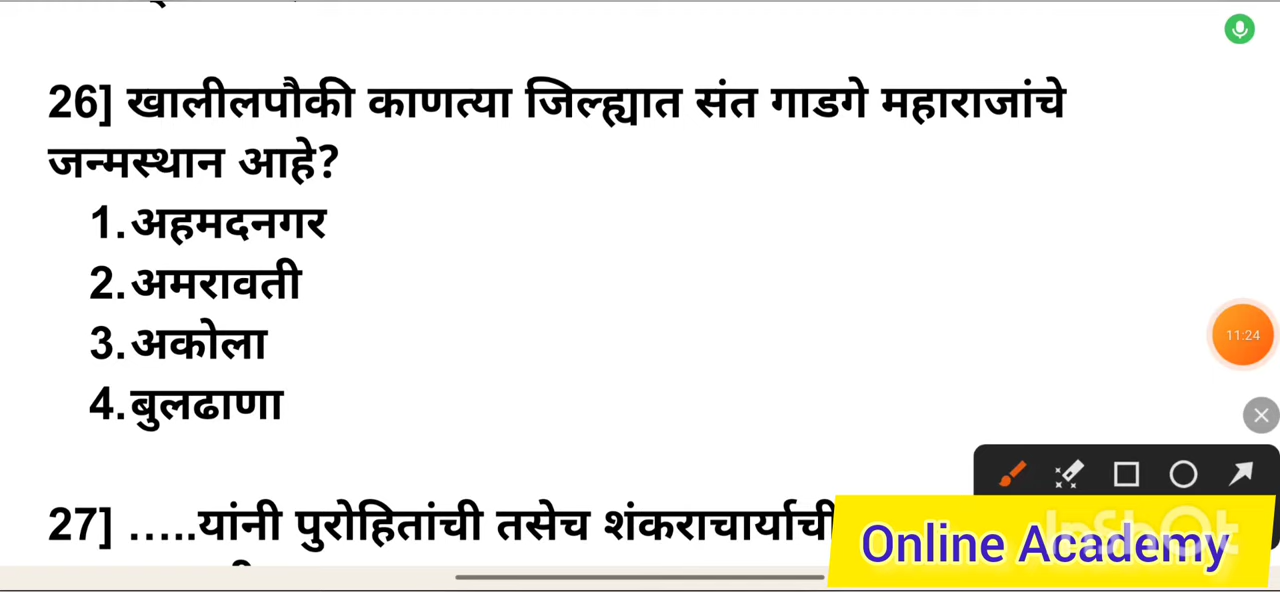 26] खालीलपौकी काणत्या जिल्ह्यात संत गाडगे महाराजांचे
जन्मस्थान आहे?
1.अहमदनगर
2.अमरावती
3.अकोला
4.बुलढाणा
11:24
27] .....यांनी पुरोहितांची तसेच शंकराचार्याची
Online Academy
InShOt